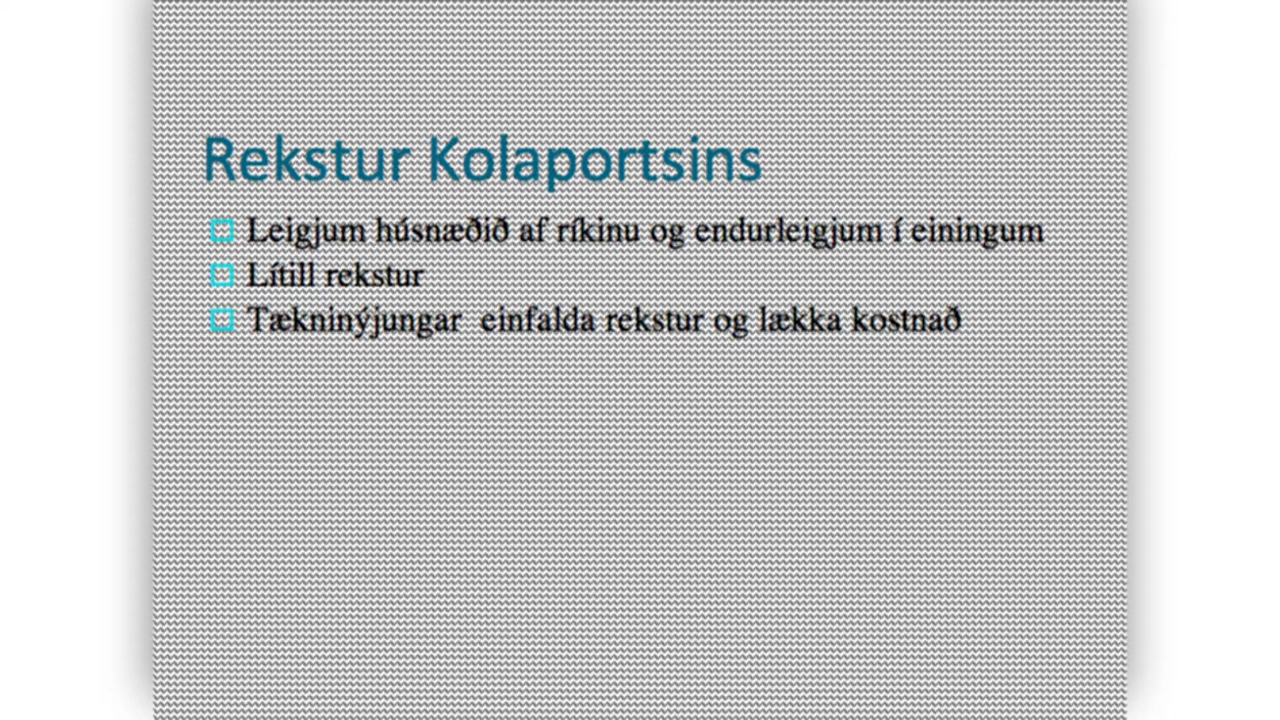 Rekstur Kolaportsins
Leigjum húsnæðið af ríkinu og endurleigjum í einingum
Lítill rekstur
Tækninýjungar  einfalda rekstur og lækka kostnað